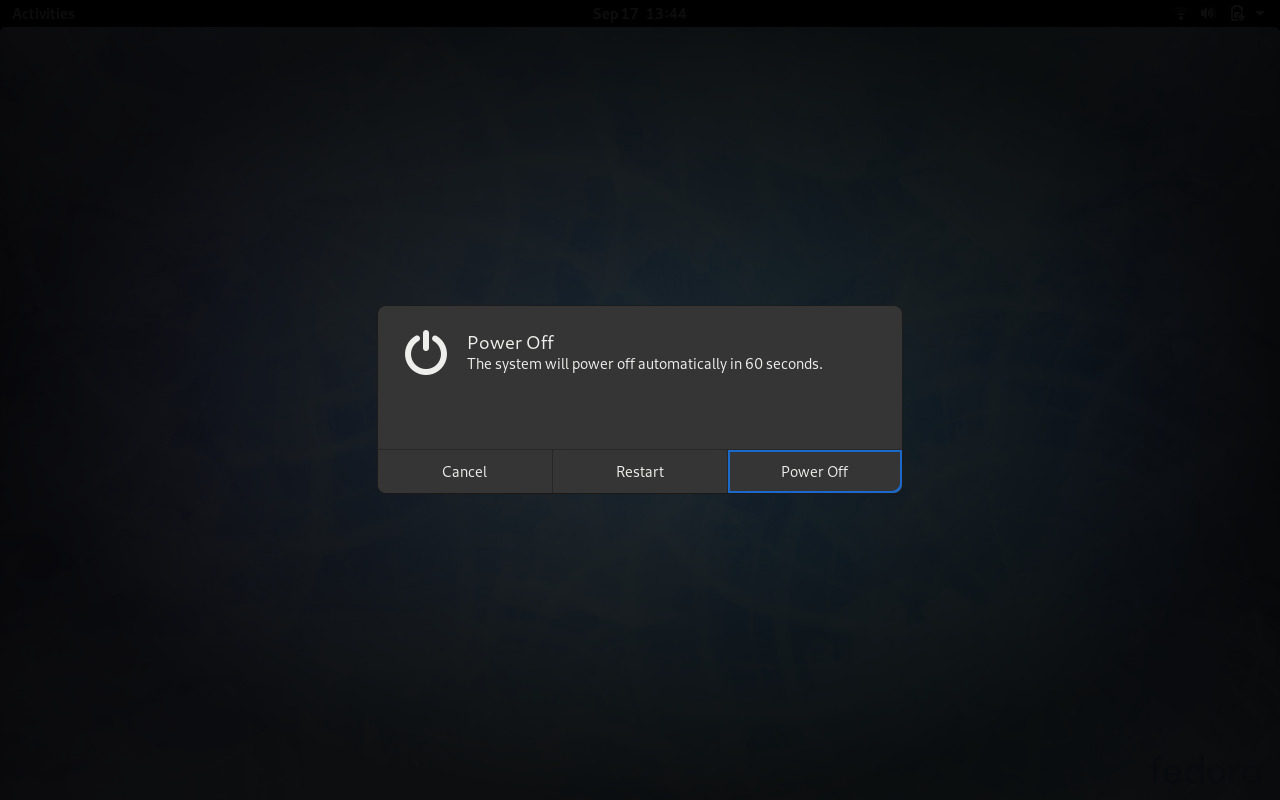 Activities
Sep 17 13:44
Power Off
The system will power off automatically in 60 seconds.
Cancel
Restart
Power Off
fedora